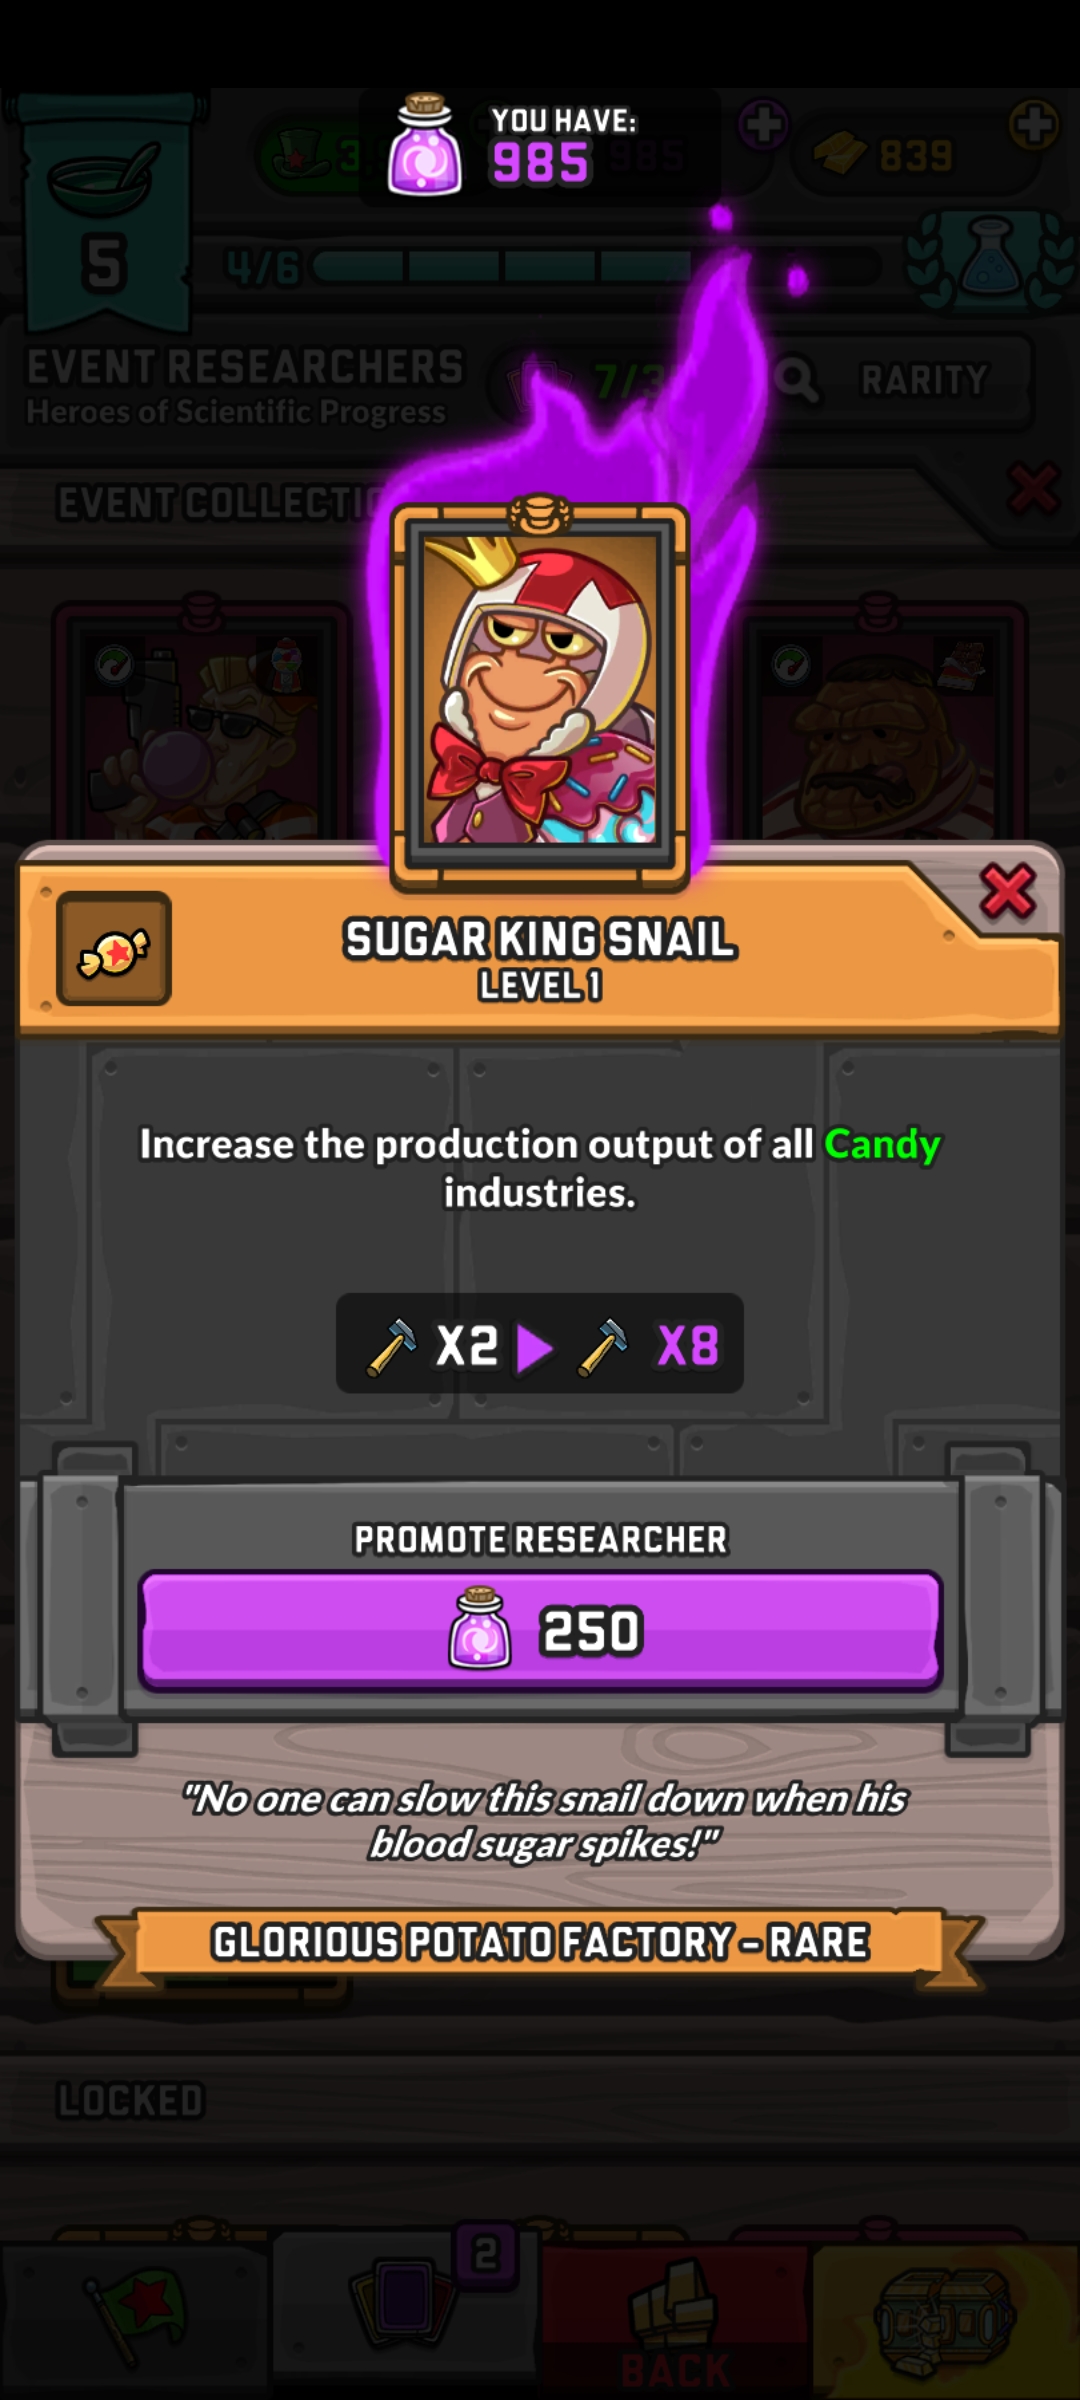 YOU HAVE:
985
985
839
5
4/6
EVENT RESEARCHERS
RARITY
Heroes of Scientific Progress
SUGAR KING SNAIL
LEVEL 1
Increase the production output of all Candy
industries.
X2 X8
PROMOTE RESEARCHER
250
"No one can slow this snail down when his
blood sugar spikes!"
GLORIOUS POTATO FACTORY - RARE
LOCKED
2
BACK